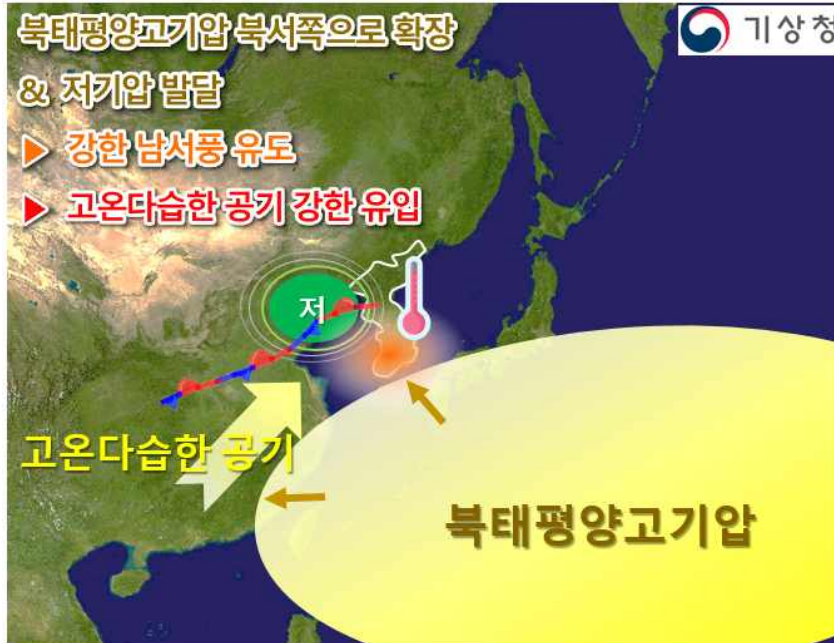 북태평양고기압 북서쪽으로 확장
& 저기압 발달
▶ 강한 남서풍 유도
▶ 고온다습한 공기 강한 유입
기상청
저
고온다습한 공기
북태평양고기압